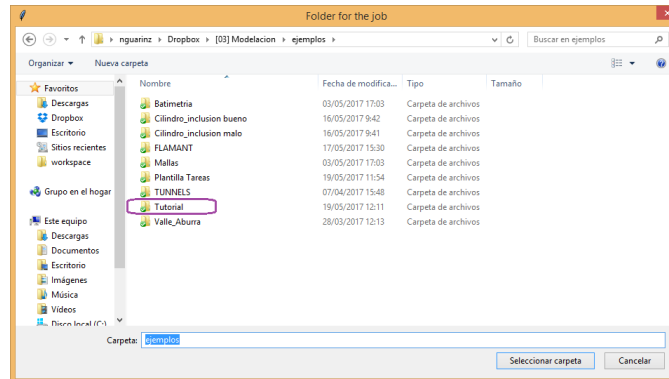 Folder for the job
nguarinz Dropbox [03] Modelacion ejemplos
Buscar en ejemplos
Organizar Nueva carpeta
Nombre Fecha de modifica... Tipo Tamaño
Favoritos
Descargas
Dropbox
Escritorio
Sitios recientes
workspace
Grupo en el hogar
Este equipo
Descargas
Documentos
Escritorio
Imágenes
Música
Vídeos
Disco local (C:)
Batimetria 03/05/2017 17:03 Carpeta de archivos
Cilindro_inclusion bueno 16/05/2017 9:42 Carpeta de archivos
Cilindro_inclusion malo 16/05/2017 9:41 Carpeta de archivos
FLAMANT 17/05/2017 15:30 Carpeta de archivos
Mallas 03/05/2017 17:03 Carpeta de archivos
Plantilla Tareas 19/05/2017 11:54 Carpeta de archivos
TUNNELS 07/04/2017 15:48 Carpeta de archivos
Tutorial 19/05/2017 12:11 Carpeta de archivos
Valle_Aburra 28/03/2017 12:13 Carpeta de archivos
Carpeta: ejemplos
Seleccionar carpeta Cancelar